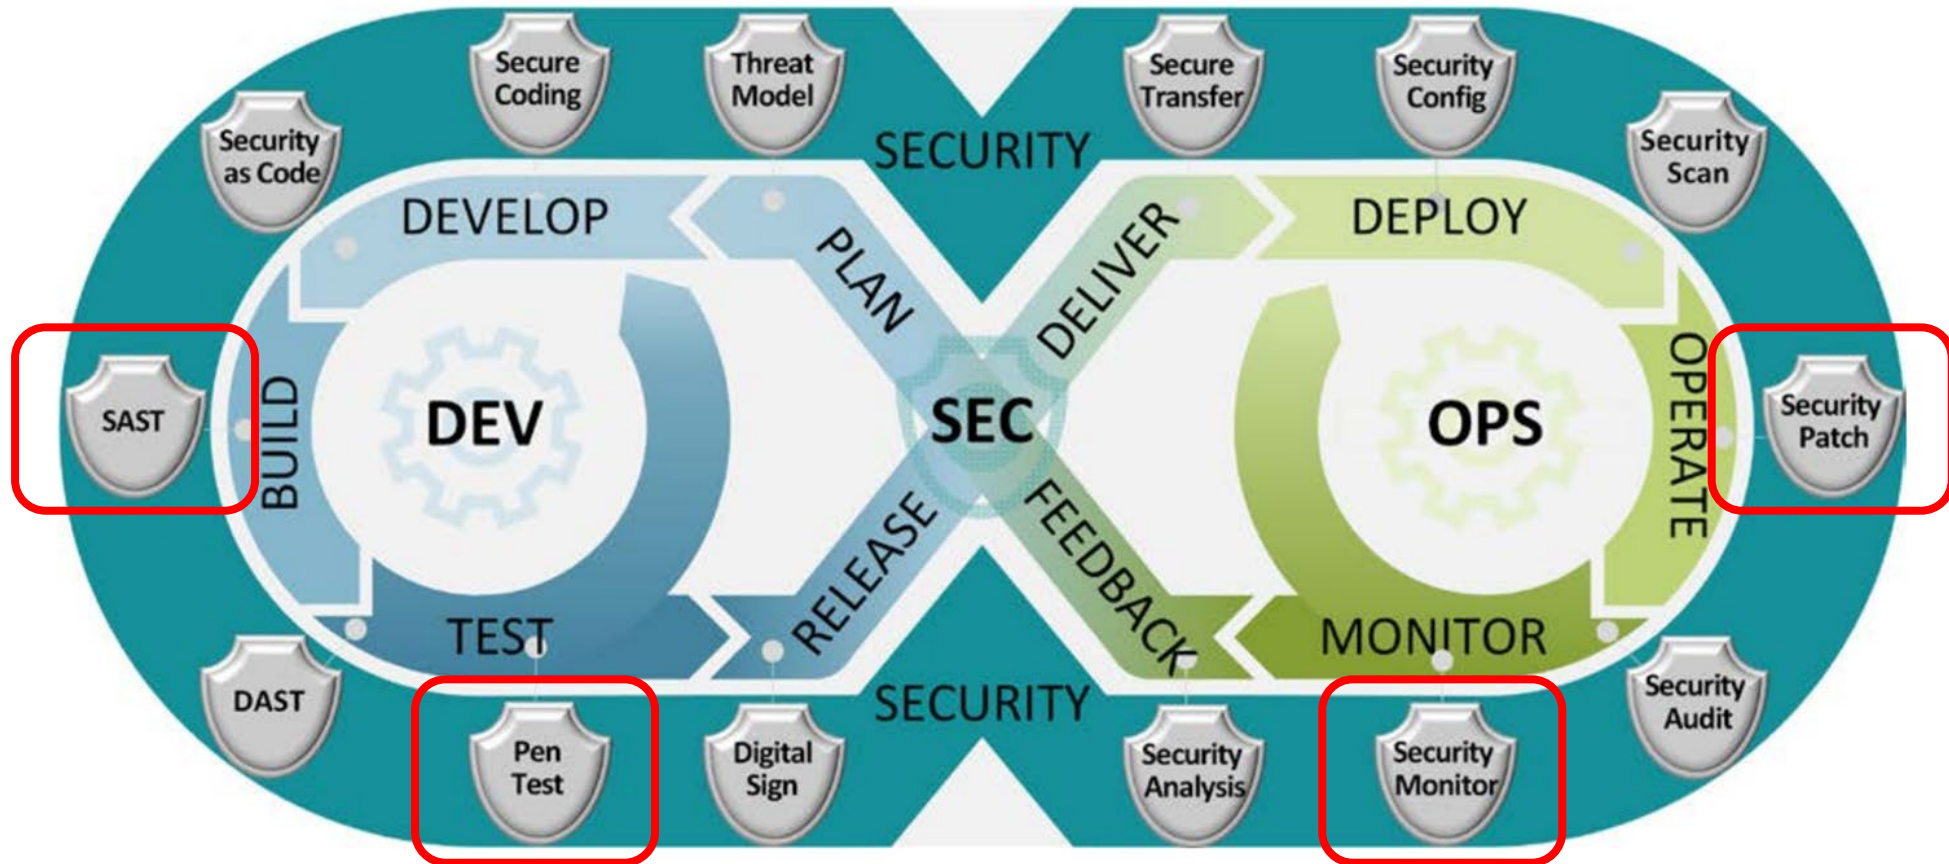 Secure
Coding
Threat
Model
Secure
Transfer
Security
Config
Security
as Code
SECURITY
Security
Scan
DEVELOP
PLAN
DELIVER
DEPLOY
SAST
BUILD
DEV
SEC
OPS
OPERATE
Security
Patch
TEST
RELEASE
FEEDBACK
MONITOR
DAST
Pen
Test
Digital
Sign
SECURITY
Security
Analysis
Security
Monitor
Security
Audit